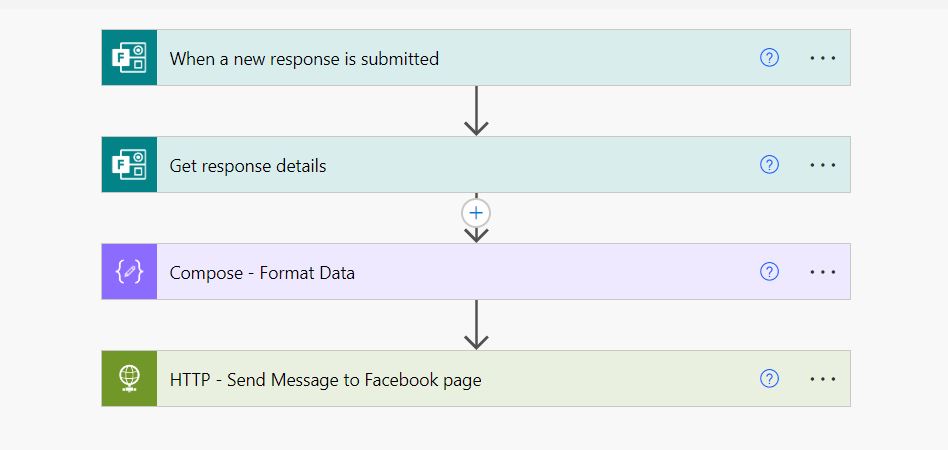 When a new response is submitted
Get response details
Compose - Format Data
HTTP - Send Message to Facebook page